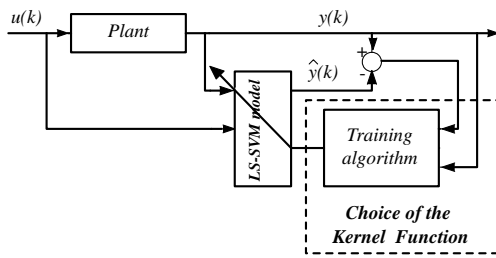 u(k)
Plant
y(k)
+
ŷ(k)
-
LS-SVM model
Training
algorithm
Choice of the
Kernel Function